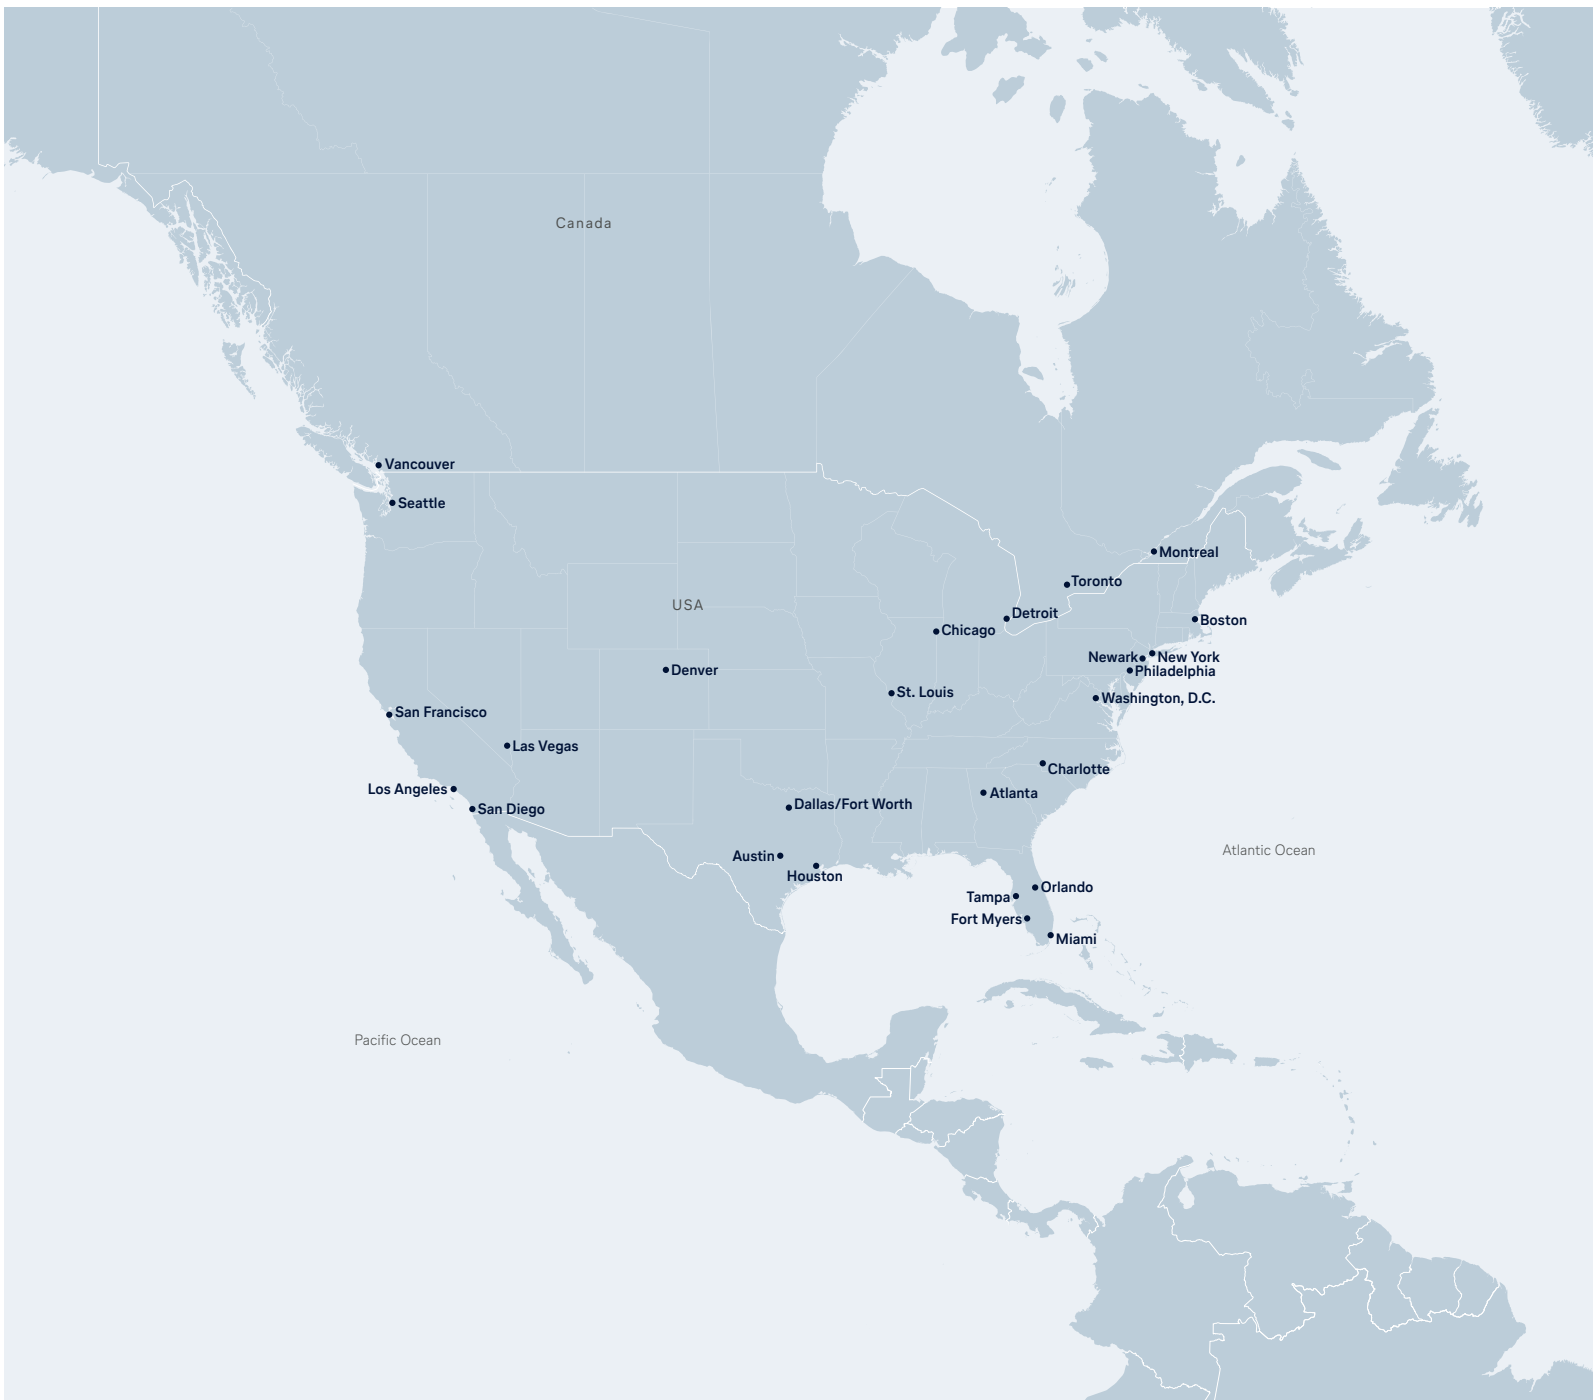 Canada
Vancouver
Seattle
Montreal
Toronto
USA
Detroit
Boston
Chicago
Newark
New York
Denver
Philadelphia
St. Louis
Washington, D.C.
San Francisco
Las Vegas
Charlotte
Los Angeles
Atlanta
San Diego
Dallas/Fort Worth
Atlantic Ocean
Austin
Houston
Orlando
Tampa
Fort Myers
Miami
Pacific Ocean